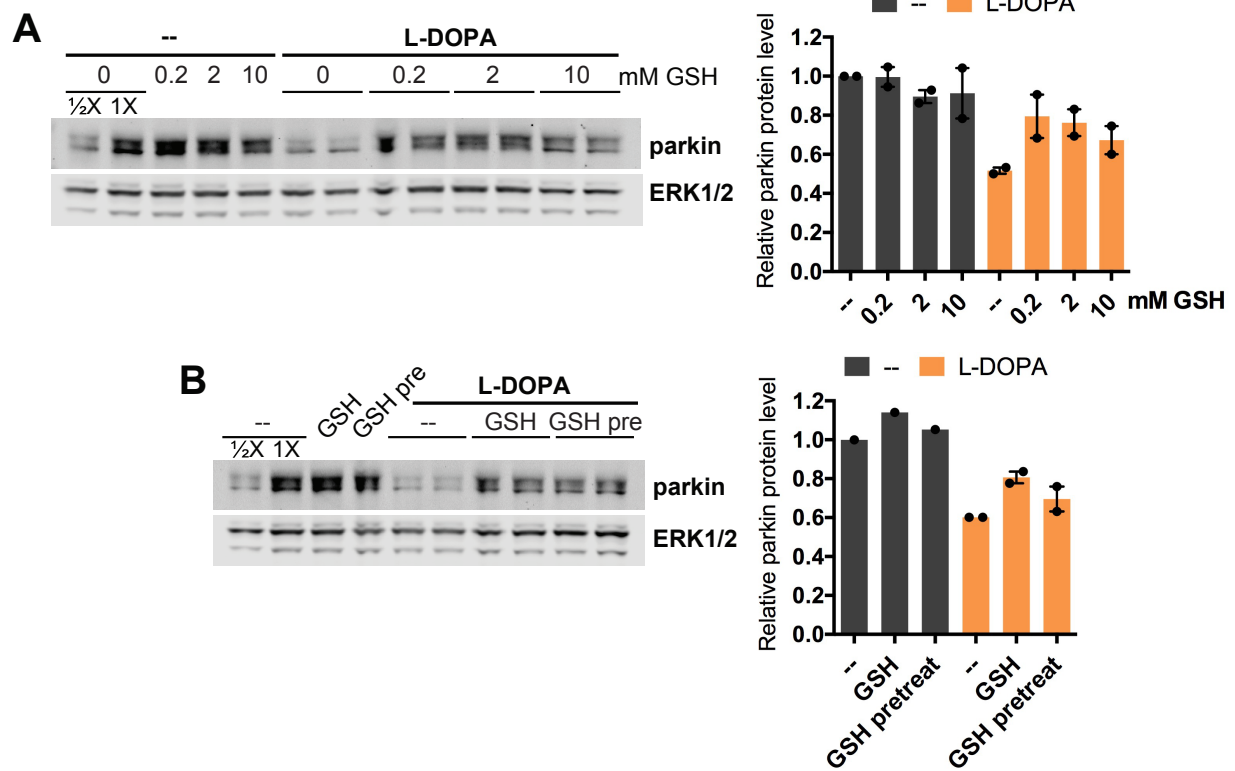 A
-- L-DOPA
0 0.2 2 10 0 0.2 2 10 mM GSH
½X 1X
parkin
ERK1/2
-- L-DOPA
Relative parkin protein level
1.2
1.0
0.8
0.6
0.4
0.2
0.0
-- 0.2 2 10 -- 0.2 2 10 mM GSH
B
-- GSH GSH pre L-DOPA
-- GSH GSH pre
½X 1X
parkin
ERK1/2
-- L-DOPA
Relative parkin protein level
1.2
1.0
0.8
0.6
0.4
0.2
0.0
-- GSH GSH pretreat -- GSH GSH pretreat